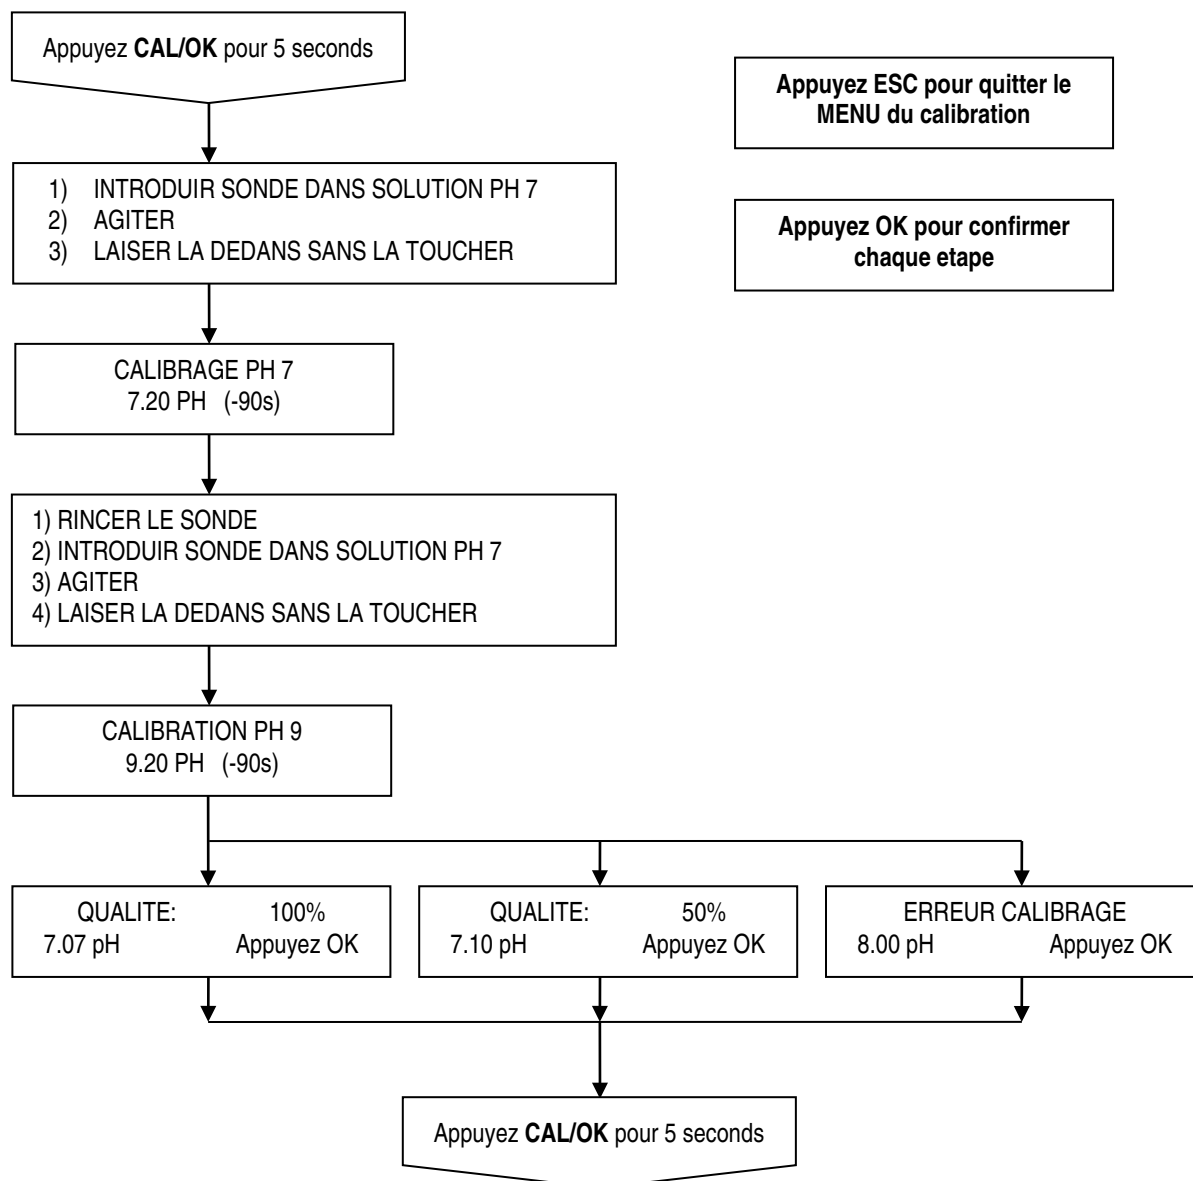 Appuyez CAL/OK pour 5 seconds
Appuyez ESC pour quitter le
MENU du calibration
1) INTRODUIR SONDE DANS SOLUTION PH 7
2) AGITER
3) LAISER LA DEDANS SANS LA TOUCHER
Appuyez OK pour confirmer
chaque etape
CALIBRAGE PH 7
7.20 PH (-90s)
1) RINCER LE SONDE
2) INTRODUIR SONDE DANS SOLUTION PH 7
3) AGITER
4) LAISER LA DEDANS SANS LA TOUCHER
CALIBRATION PH 9
9.20 PH (-90s)
QUALITE: 100%
7.07 pH Appuyez OK
QUALITE: 50%
7.10 pH Appuyez OK
ERREUR CALIBRAGE
8.00 pH Appuyez OK
Appuyez CAL/OK pour 5 seconds